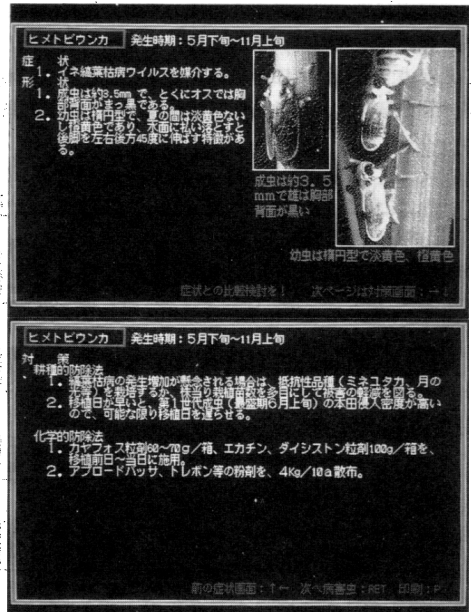 ヒメトビウンカ 発生時期：5月下旬～11月上旬
症 状
1. イネ縞葉枯病ウイルスを媒介する。
形 状
1. 成虫は約3.5mmで、とくにオスでは胸
部背面がまっ黒である。
2. 幼虫は楕円型で、夏の間は淡黄色ない
し橙黄色であり、水面に払い落とすと
後脚を左右後方45度に伸ばす特徴があ
る。
成虫は約3.5
mmで雄は胸部
背面が黒い
幼虫は楕円型で淡黄色、橙黄色
症状との比較検討を！ 次ページは対策画面：→↓
ヒメトビウンカ 発生時期：5月下旬～11月上旬
対 策
耕種的防除法
1. 縞葉枯病の発生増加が懸念される場合は、抵抗性品種（ミネユタカ、月の
を するか、株当り栽植苗数を多目にして被害の軽減を図る。
2. 移植日が早いと、第1世代成虫（最盛期6月上旬）の本田侵入密度が高い
ので、可能な限り移植日を遅らせる。
化学的防除法
1. カヤフォス粒剤60～70g／箱、エカチン、ダイシストン粒剤100g／箱を、
移植前日～当日に施用。
2. アプロードバッサ、トレボン等の粉剤を、4Kg／10a散布。
前の症状画面：↑← 次へ病害虫：RET 印刷：P